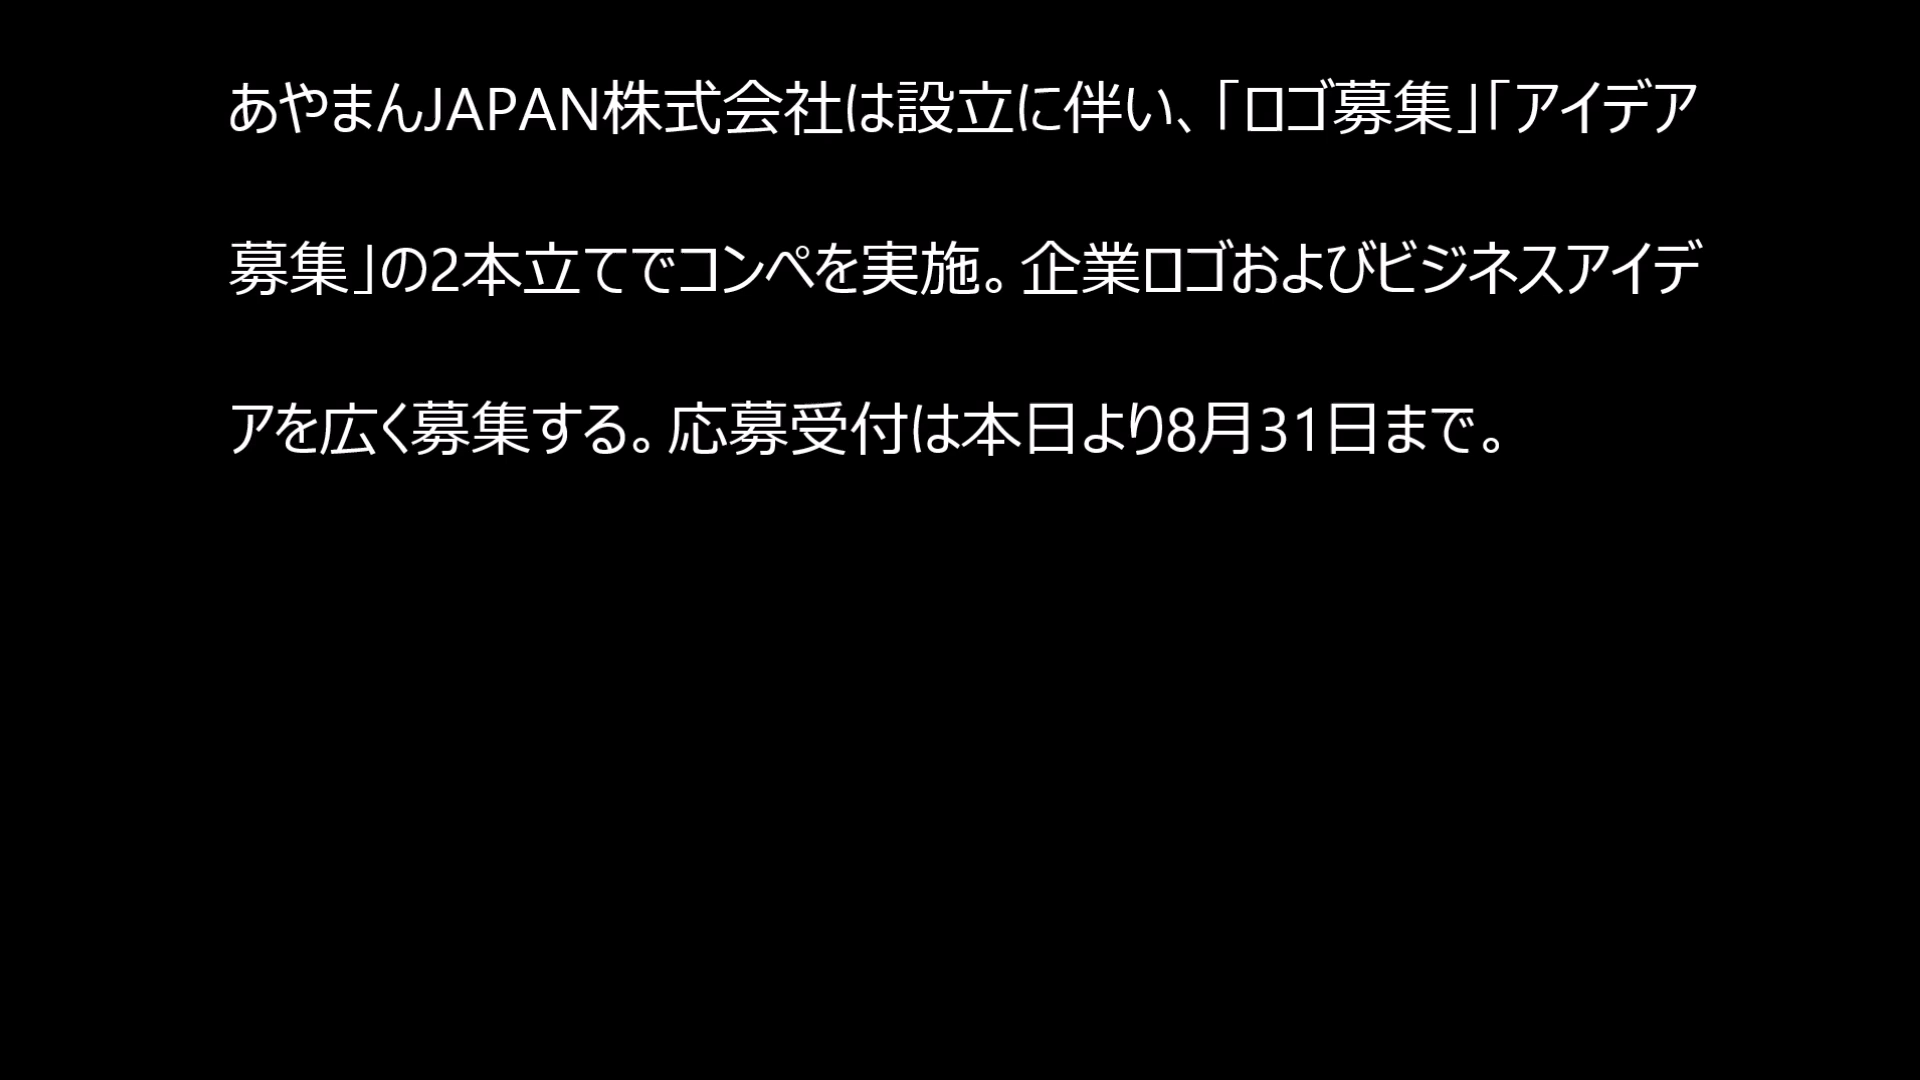 あやまんJAPAN株式会社は設立に伴い、「ロゴ募集」「アイデア
募集」の2本立てでコンペを実施。企業ロゴおよびビジネスアイデ
アを広く募集する。応募受付は本日より8月31日まで。